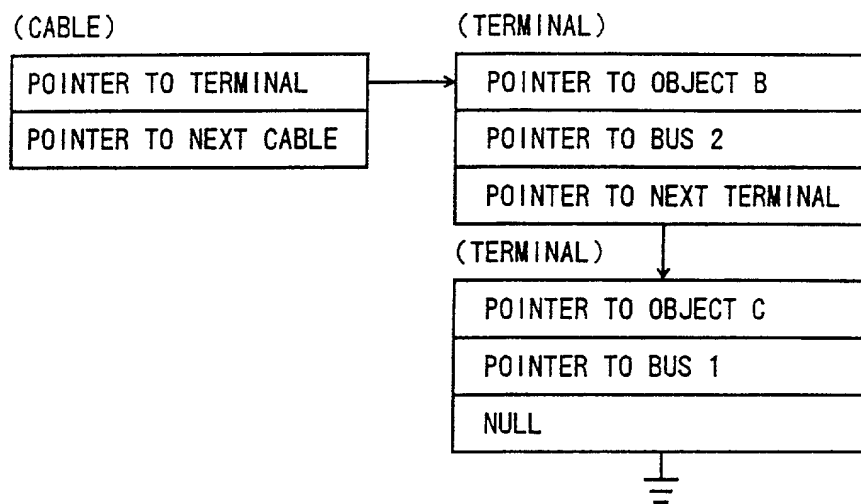 (CABLE)
POINTER TO TERMINAL
POINTER TO NEXT CABLE
(TERMINAL)
POINTER TO OBJECT B
POINTER TO BUS 2
POINTER TO NEXT TERMINAL
(TERMINAL)
POINTER TO OBJECT C
POINTER TO BUS 1
NULL